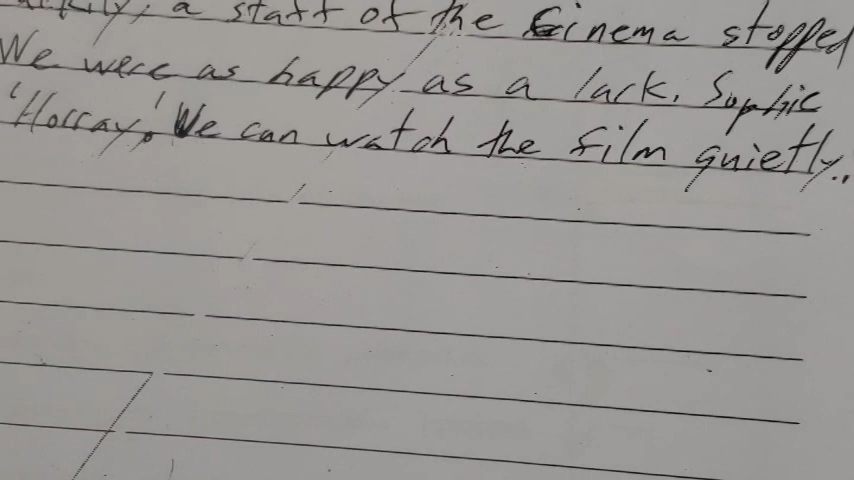 a staff of the Cinema stopped
We were as happy as a lark. Sophie
'Horray,' We can watch the film quietly..